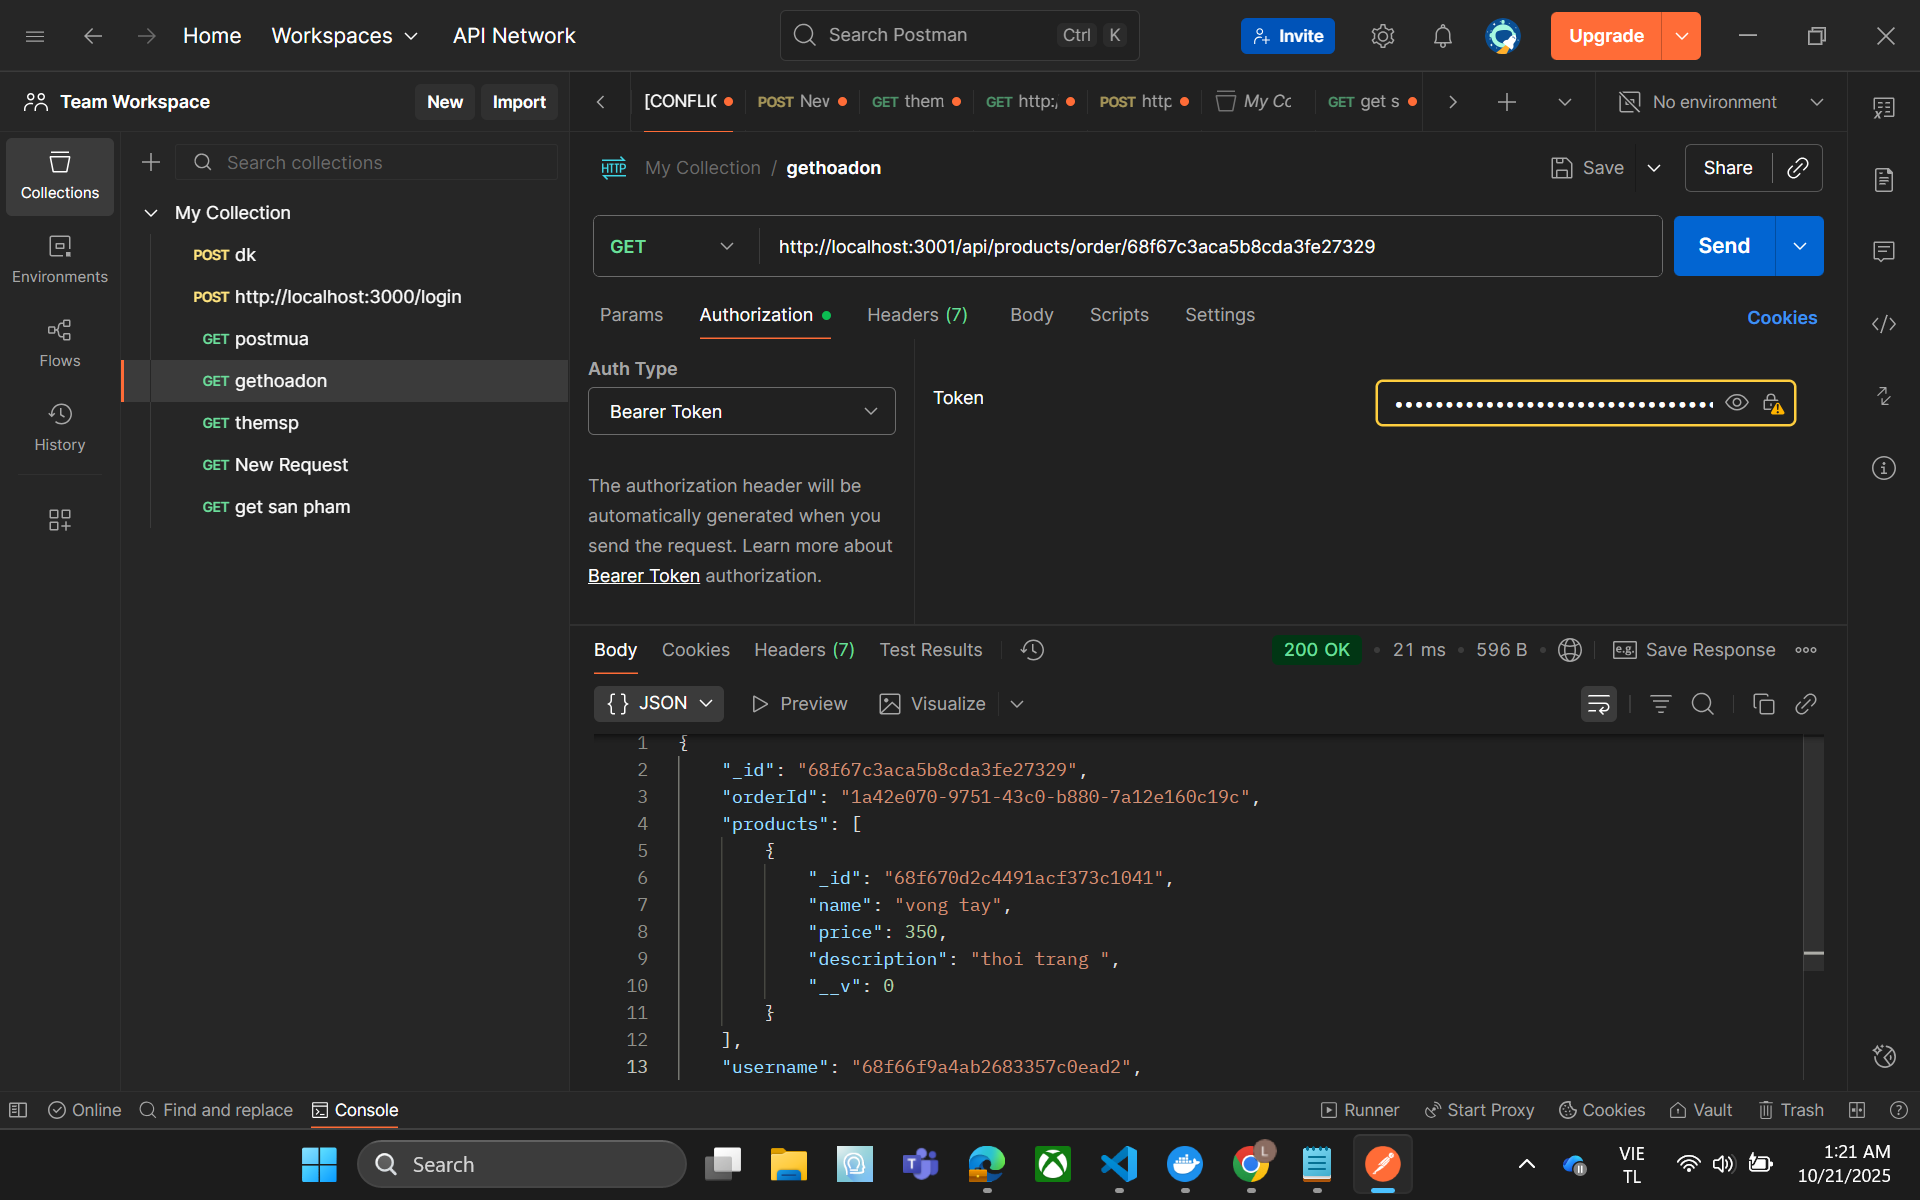 Home
Workspaces
API Network
Search Postman
Ctrl K
Invite
Upgrade
Team Workspace
New
Import
[CONFLIC
POST Nev
GET them
GET http:/
POST http
My Cc
GET get s
No environment
Collections
Environments
Flows
History
Search collections
My Collection
POST dk
POST http://localhost:3000/login
GET postmua
GET gethoadon
GET themsp
GET New Request
GET get san pham
HTTP My Collection / gethoadon
Save
Share
GET
http://localhost:3001/api/products/order/68f67c3aca5b8cda3fe27329
Send
Params
Authorization
Headers (7)
Body
Scripts
Settings
Cookies
Auth Type
Bearer Token
The authorization header will be
automatically generated when you
send the request. Learn more about
Bearer Token authorization.
Token
Body
Cookies
Headers (7)
Test Results
200 OK
21 ms
596 B
e.g. Save Response
{} JSON
Preview
Visualize
1 {
2 "_id": "68f67c3aca5b8cda3fe27329",
3 "orderId": "1a42e070-9751-43c0-b880-7a12e160c19c",
4 "products": [
5 {
6 "_id": "68f670d2c4491acf373c1041",
7 "name": "vong tay",
8 "price": 350,
9 "description": "thoi trang ",
10 "__v": 0
11 }
12 ],
13 "username": "68f66f9a4ab2683357c0ead2",
Online
Find and replace
Console
Runner
Start Proxy
Cookies
Vault
Trash
Search
L
VIE
TL
1:21 AM
10/21/2025